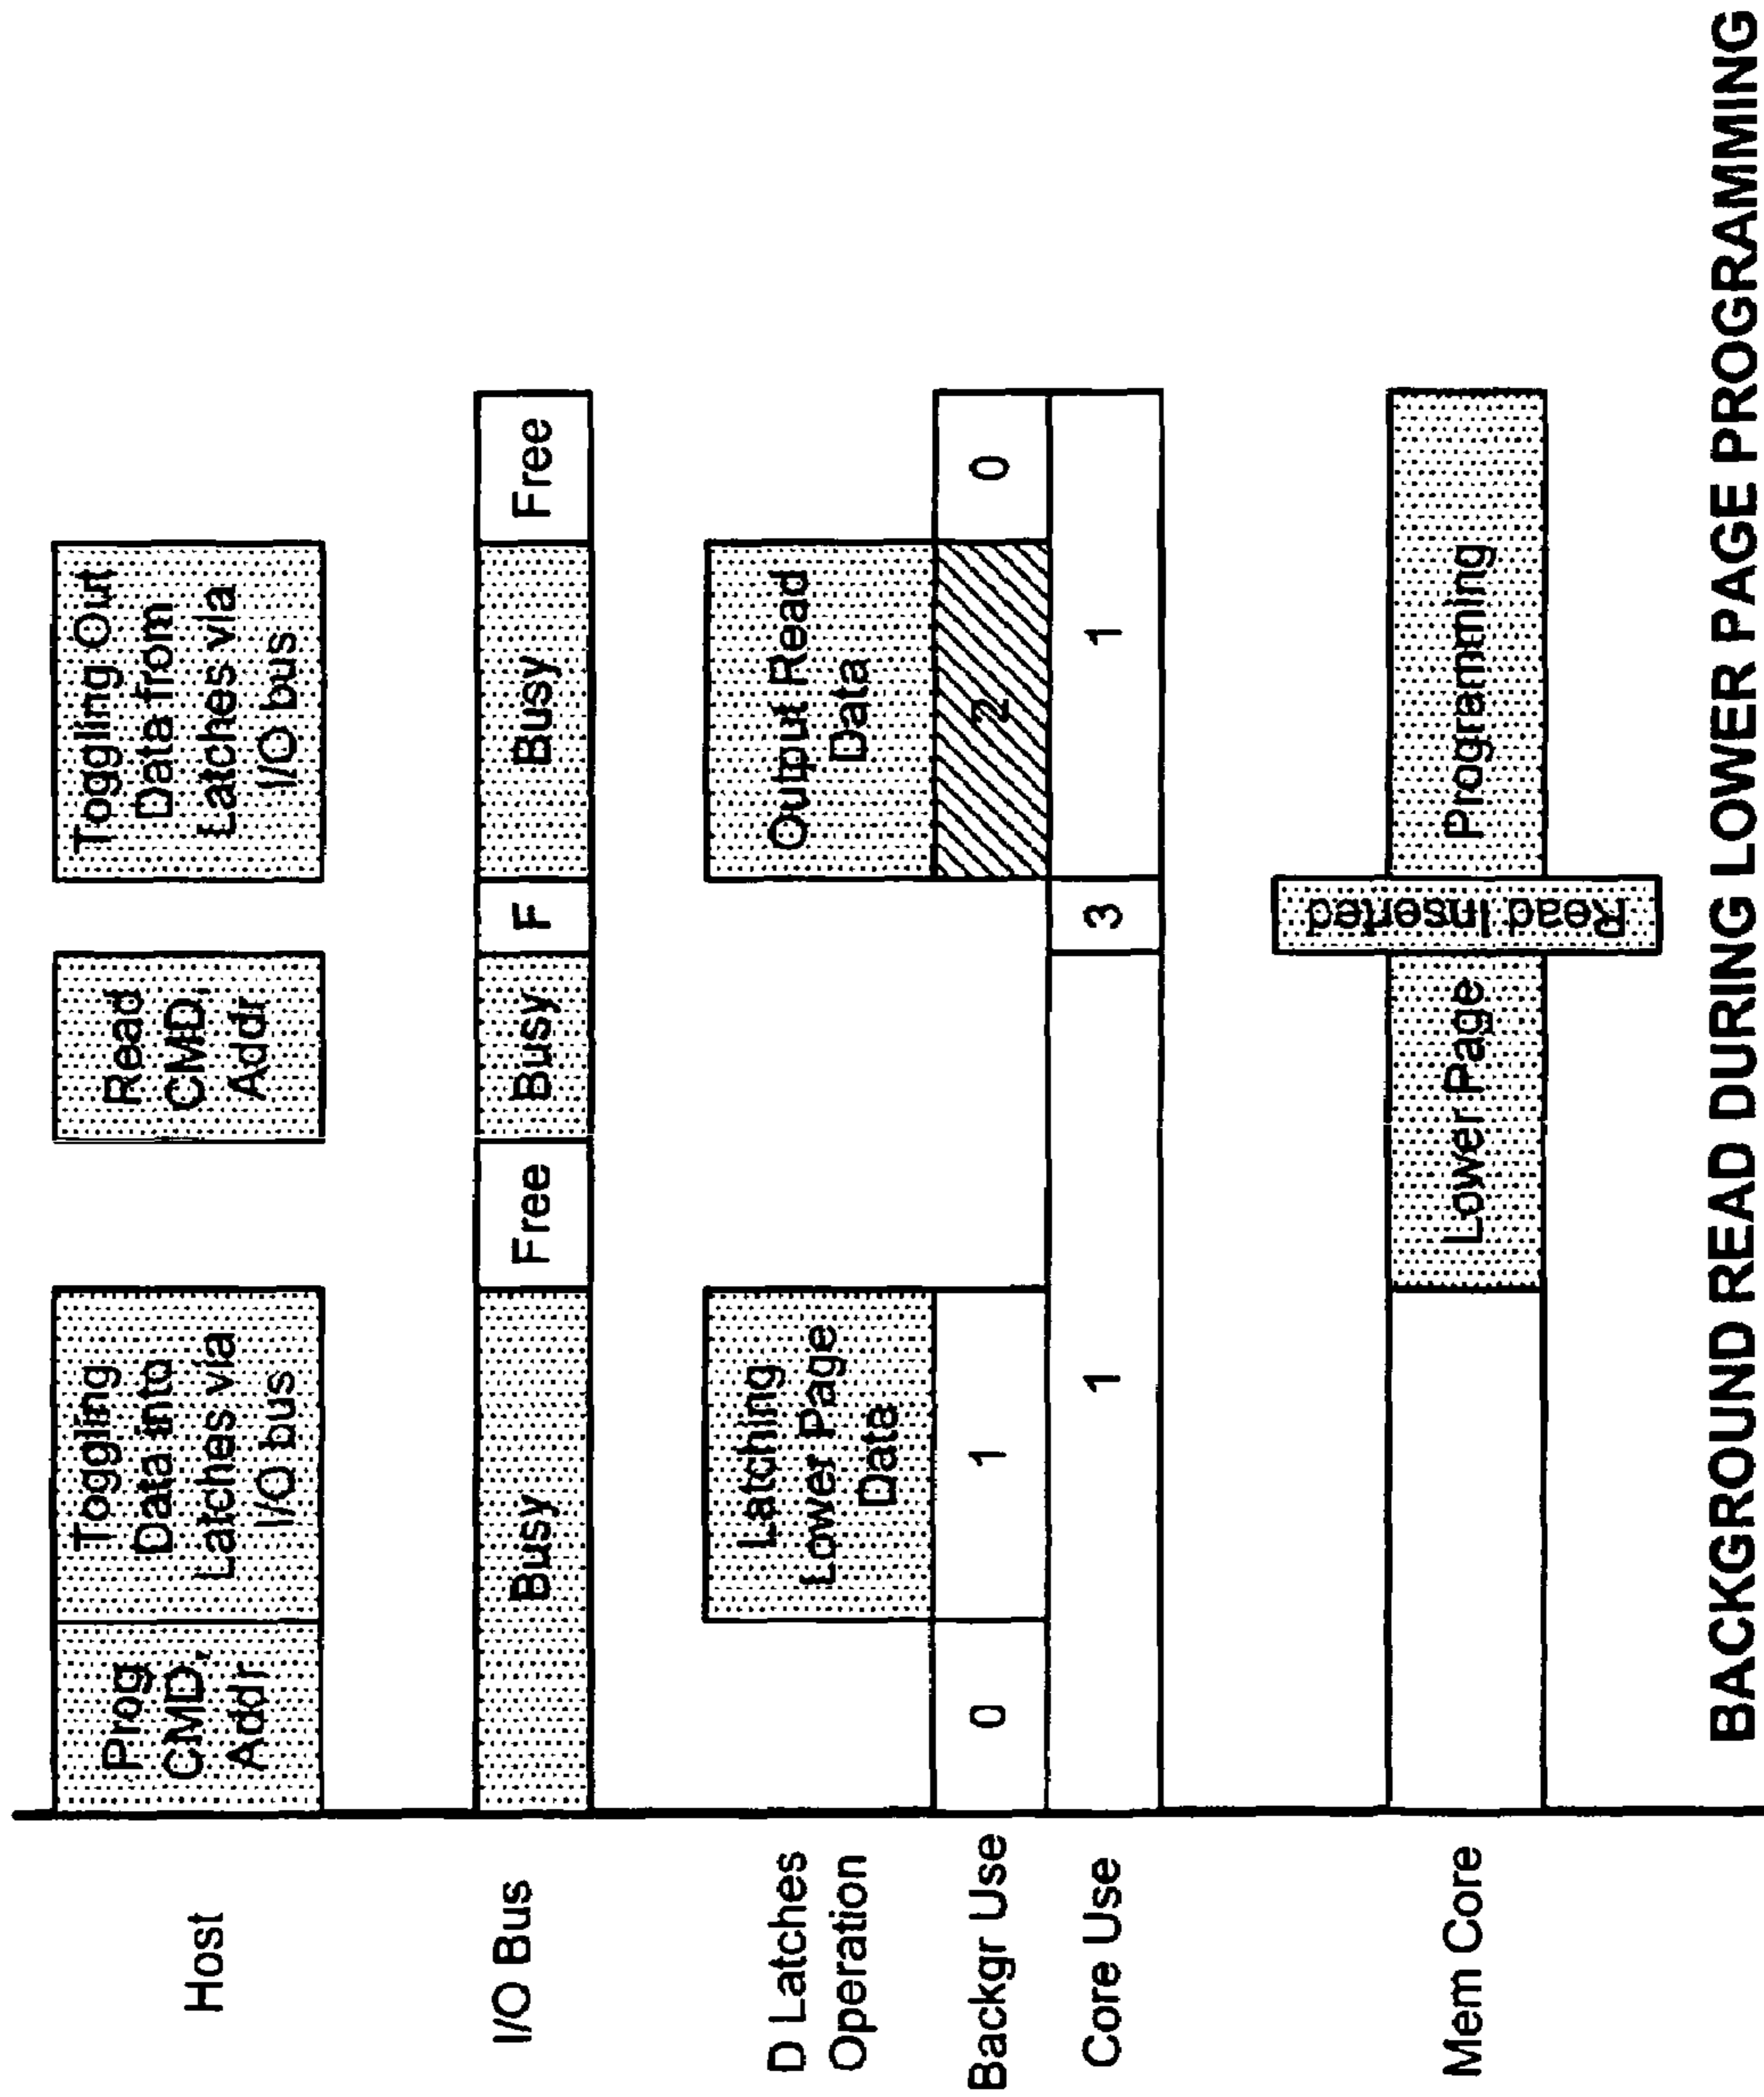 Host
Prog
CMD,
Addr
Toggling
Data into
Latches via
I/O bus
Read
CMD,
Addr
Toggling Out
Data from
Latches via
I/O bus
I/O Bus
Busy
Free
Busy
F
Busy
Free
D Latches
Operation
Latching
Lower Page
Data
Output Read
Data
Backgr Use
0
1
2
0
Core Use
1
3
1
Mem Core
Lower Page
Read Inserted
Programming
BACKGROUND READ DURING LOWER PAGE PROGRAMMING